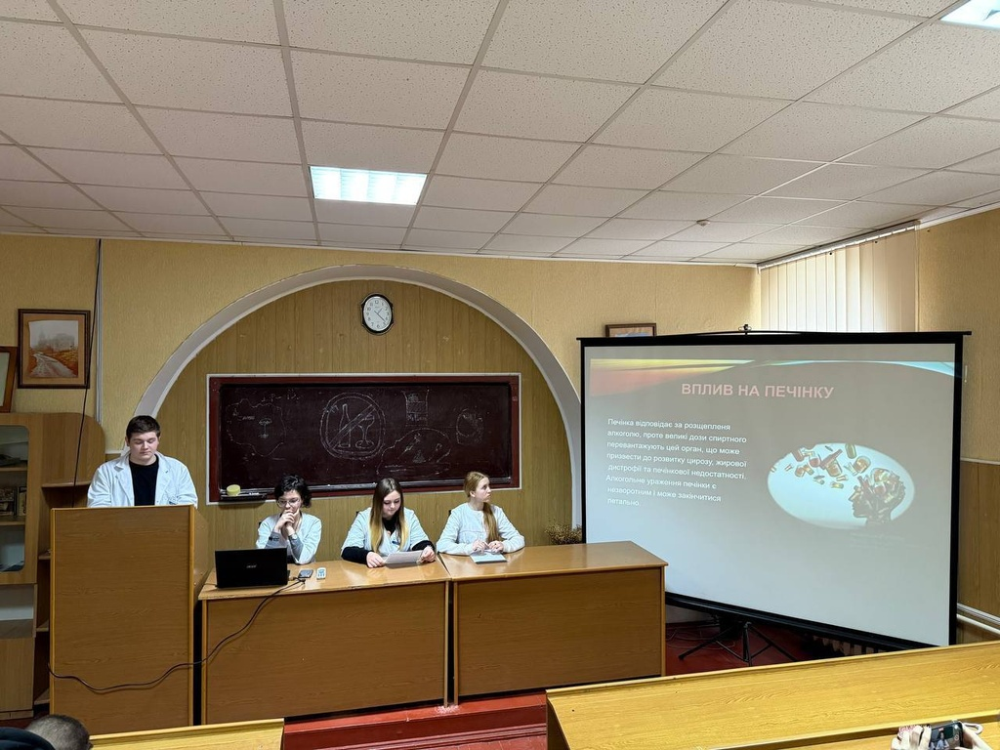 ВПЛИВ НА ПЕЧІНКУ
Печінка відповідає за розщепленя
алкоголю, проте великі дози спиртного
перевантажують цей орган, що може
призвести до розвитку цирозу, жирової
дистрофії та печінкової недостатності.
Алкогольне ураження печінки є
незворотним і може закінчитися
летально.